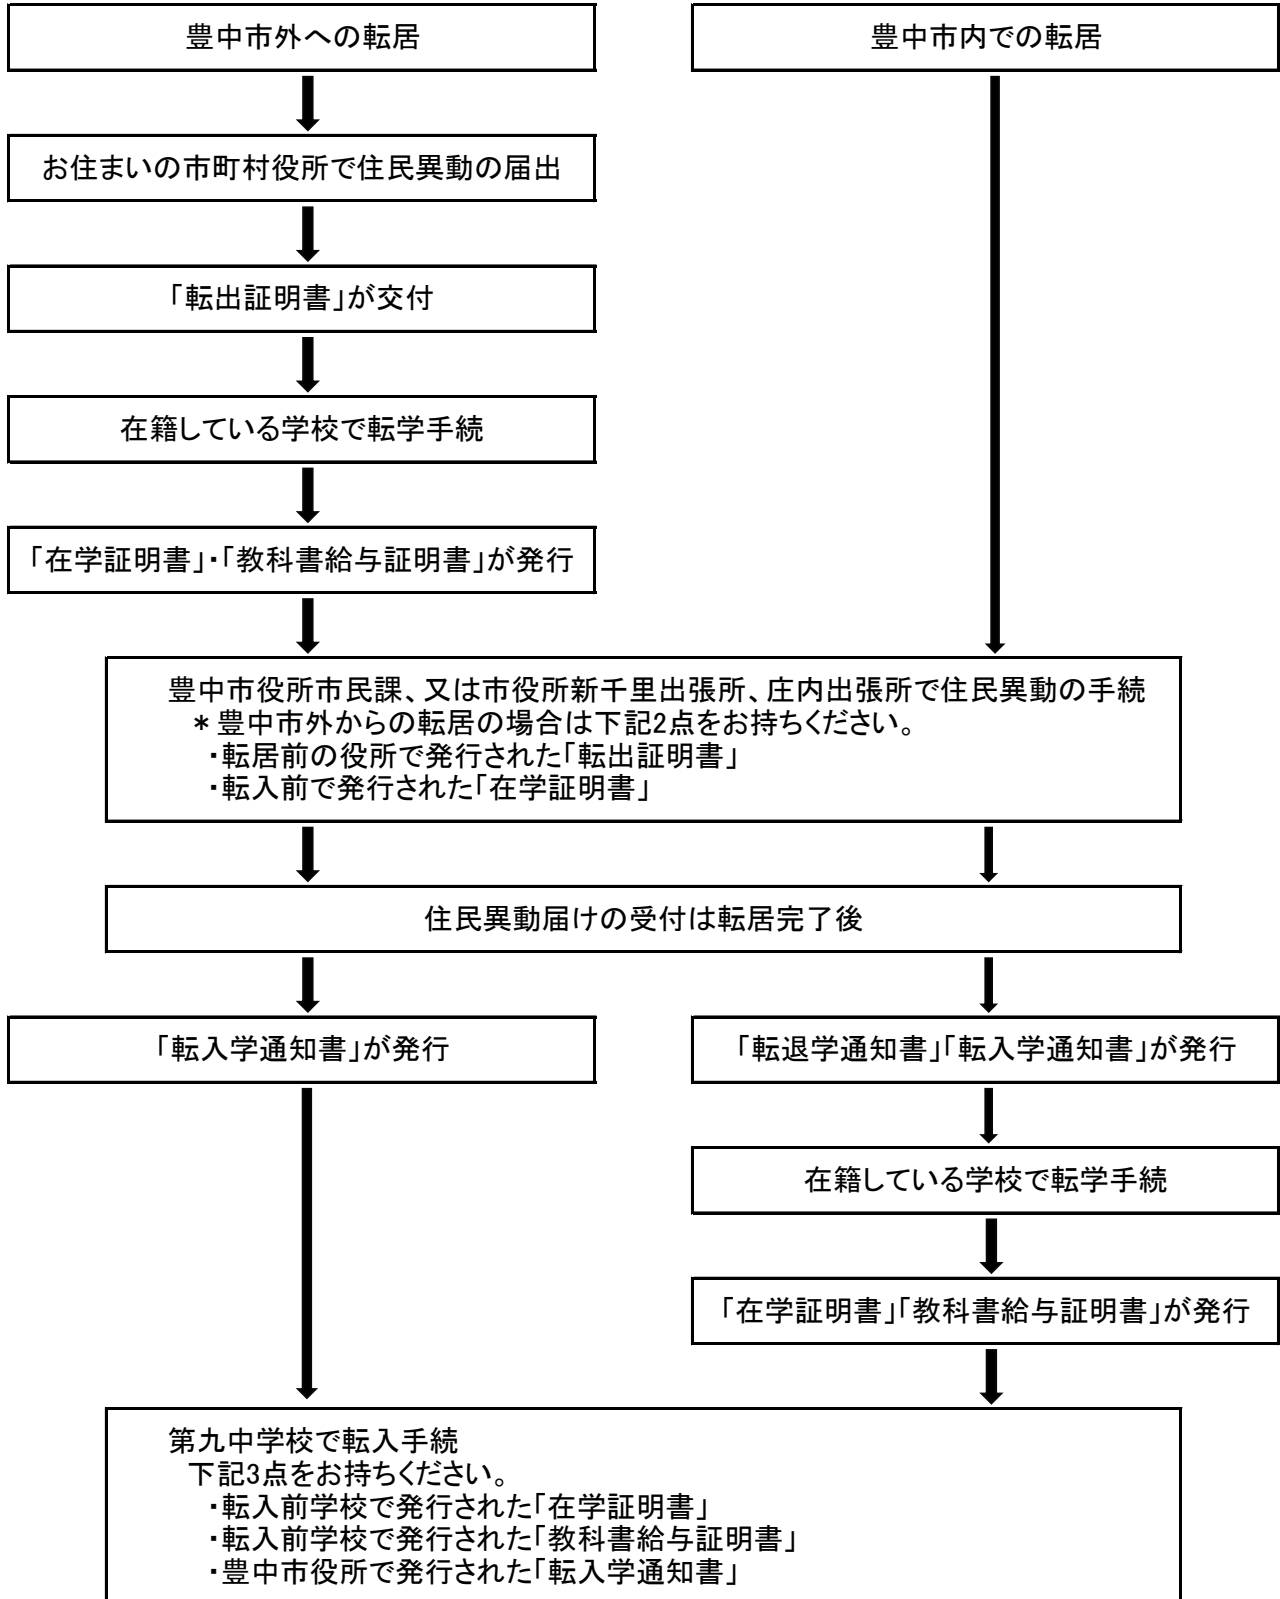 豊中市外への転居
豊中市内での転居
お住まいの市町村役所で住民異動の届出
「転出証明書」が交付
在籍している学校で転学手続
「在学証明書」・「教科書給与証明書」が発行
豊中市役所市民課、又は市役所新千里出張所、庄内出張所で住民異動の手続
＊豊中市外からの転居の場合は下記2点をお持ちください。
・転居前の役所で発行された「転出証明書」
・転入前で発行された「在学証明書」
住民異動届けの受付は転居完了後
「転入学通知書」が発行
「転退学通知書」「転入学通知書」が発行
在籍している学校で転学手続
「在学証明書」「教科書給与証明書」が発行
第九中学校で転入手続
下記3点をお持ちください。
・転入前学校で発行された「在学証明書」
・転入前学校で発行された「教科書給与証明書」
・豊中市役所で発行された「転入学通知書」